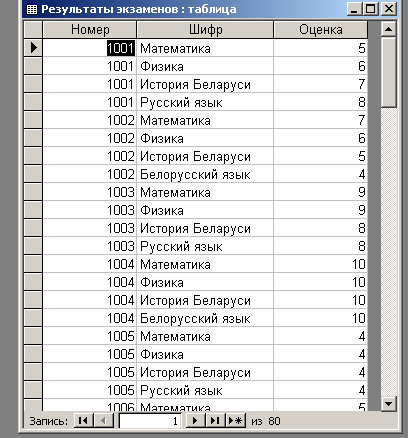 Результаты экзаменов : таблица
Номер Шифр Оценка
1001 Математика 5
1001 Физика 6
1001 История Беларуси 7
1001 Русский язык 8
1002 Математика 7
1002 Физика 6
1002 История Беларуси 5
1002 Белорусский язык 4
1003 Математика 9
1003 Физика 9
1003 История Беларуси 8
1003 Русский язык 8
1004 Математика 10
1004 Физика 10
1004 История Беларуси 10
1004 Белорусский язык 10
1005 Математика 4
1005 Физика 4
1005 История Беларуси 4
1005 Русский язык 4
1006 Математика 5
Запись: 1 из 80